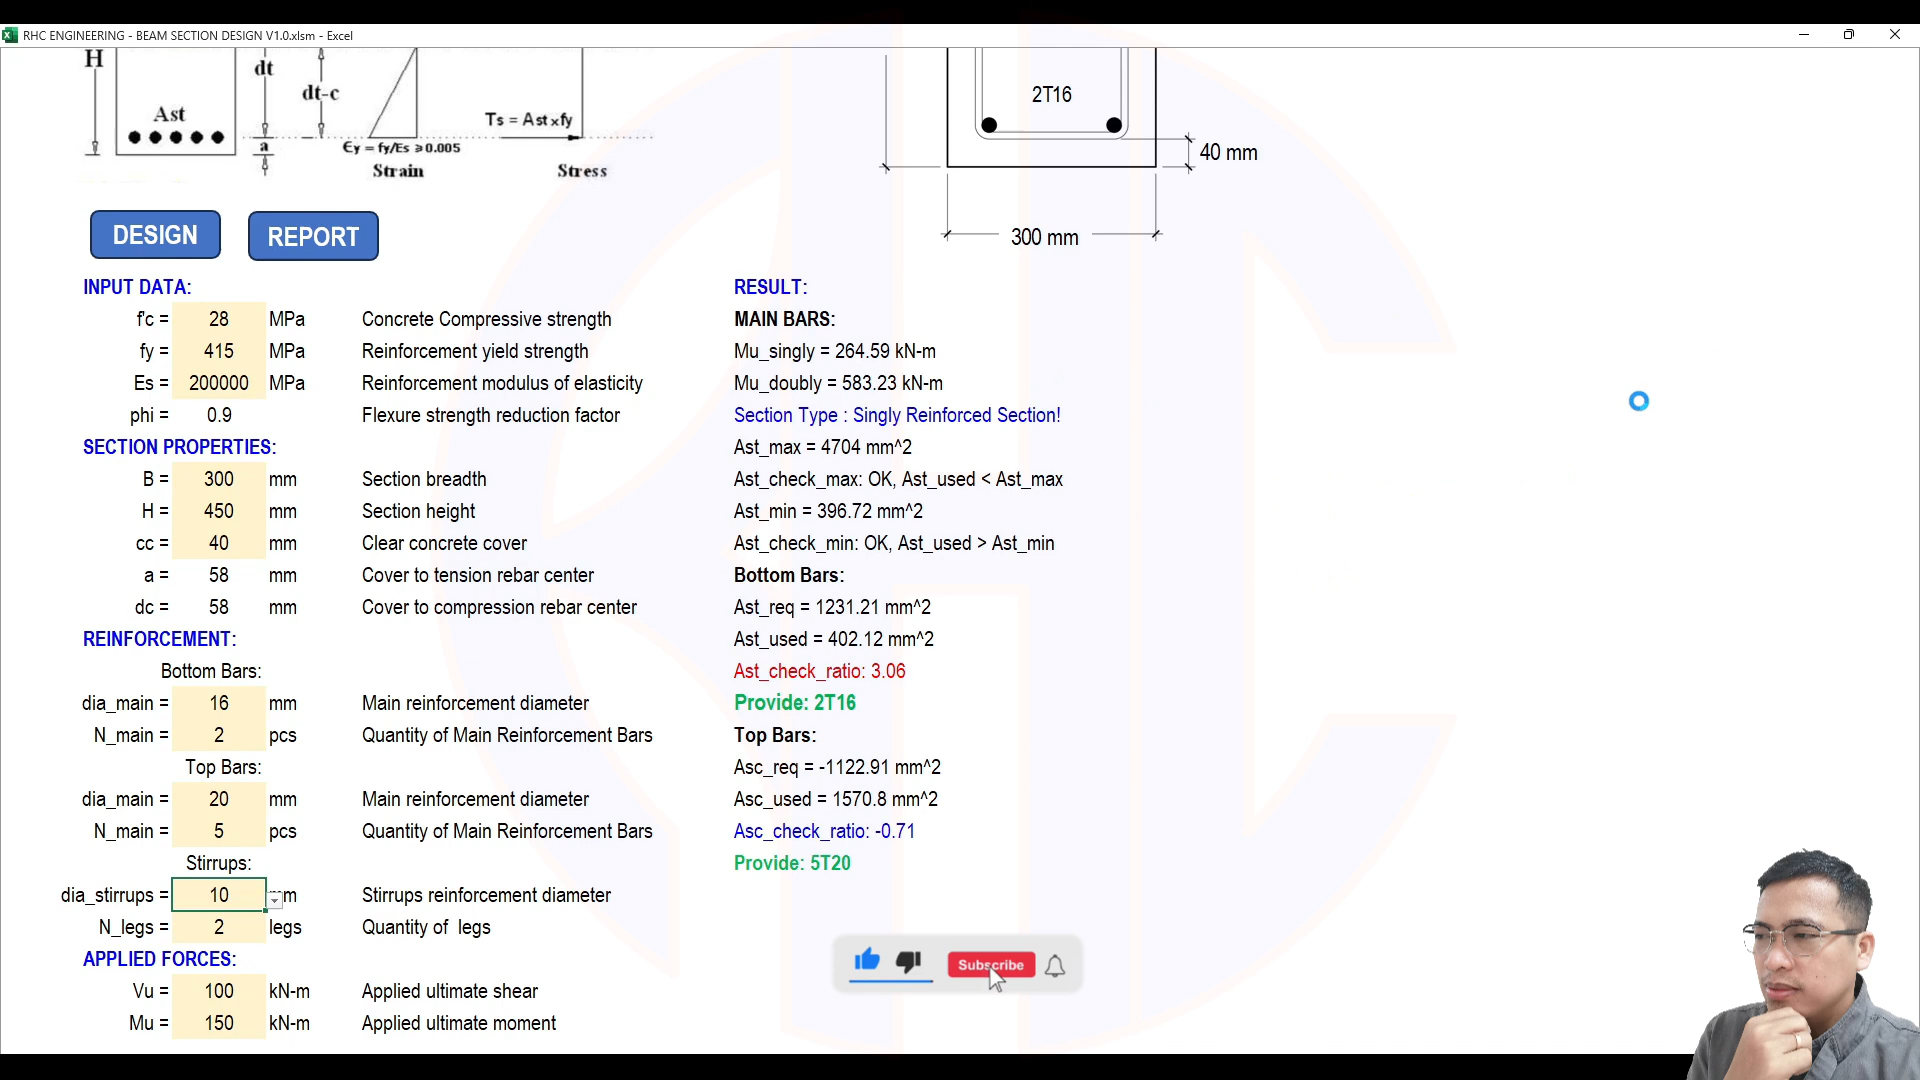 RHC ENGINEERING - BEAM SECTION DESIGN V1.0.xlsm - Excel
H
dt
dt-c
Ast
a
Ts = Ast x fy
Єy = fy/Es ⩾ 0.005
Strain
Stress
2T16
40 mm
300 mm
DESIGN
REPORT
INPUT DATA:
f'c = 28 MPa Concrete Compressive strength
fy = 415 MPa Reinforcement yield strength
Es = 200000 MPa Reinforcement modulus of elasticity
phi = 0.9 Flexure strength reduction factor
SECTION PROPERTIES:
B = 300 mm Section breadth
H = 450 mm Section height
cc = 40 mm Clear concrete cover
a = 58 mm Cover to tension rebar center
dc = 58 mm Cover to compression rebar center
REINFORCEMENT:
Bottom Bars:
dia_main = 16 mm Main reinforcement diameter
N_main = 2 pcs Quantity of Main Reinforcement Bars
Top Bars:
dia_main = 20 mm Main reinforcement diameter
N_main = 5 pcs Quantity of Main Reinforcement Bars
Stirrups:
dia_stirrups = 10 mm Stirrups reinforcement diameter
N_legs = 2 legs Quantity of legs
APPLIED FORCES:
Vu = 100 kN-m Applied ultimate shear
Mu = 150 kN-m Applied ultimate moment
RESULT:
MAIN BARS:
Mu_singly = 264.59 kN-m
Mu_doubly = 583.23 kN-m
Section Type : Singly Reinforced Section!
Ast_max = 4704 mm^2
Ast_check_max: OK, Ast_used < Ast_max
Ast_min = 396.72 mm^2
Ast_check_min: OK, Ast_used > Ast_min
Bottom Bars:
Ast_req = 1231.21 mm^2
Ast_used = 402.12 mm^2
Ast_check_ratio: 3.06
Provide: 2T16
Top Bars:
Asc_req = -1122.91 mm^2
Asc_used = 1570.8 mm^2
Asc_check_ratio: -0.71
Provide: 5T20
Subscribe